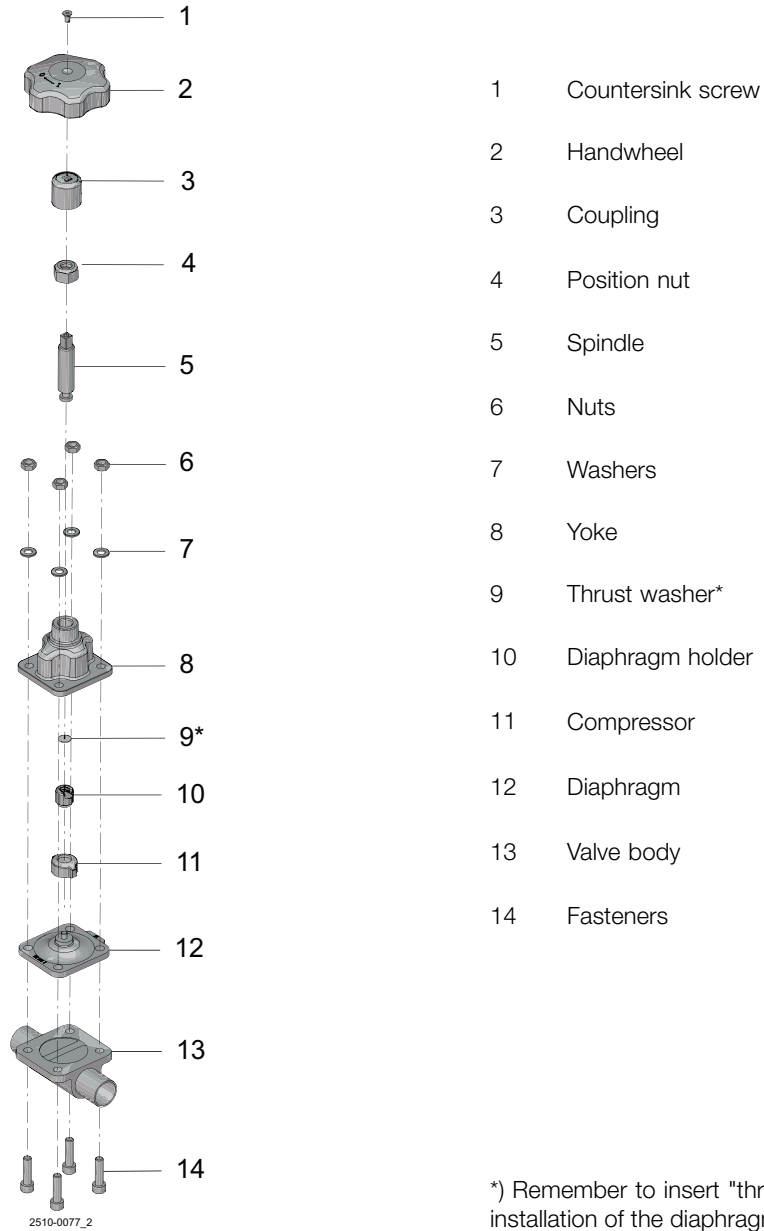 1
2
3
4
5
6
7
8
9*
10
11
12
13
14
2510-0077_2
1 Countersink screw
2 Handwheel
3 Coupling
4 Position nut
5 Spindle
6 Nuts
7 Washers
8 Yoke
9 Thrust washer*
10 Diaphragm holder
11 Compressor
12 Diaphragm
13 Valve body
14 Fasteners
*) Remember to insert "thr
installation of the diaphragr